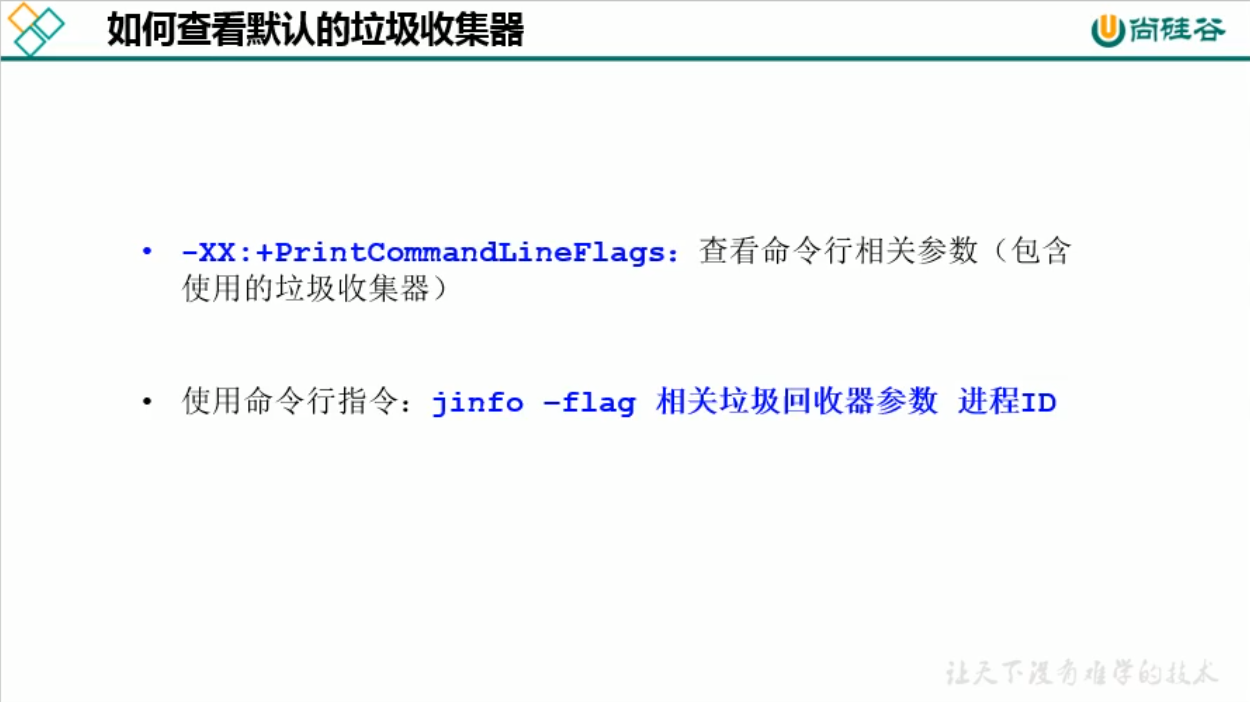 如何查看默认的垃圾收集器
尚硅谷
• -XX:+PrintCommandLineFlags：查看命令行相关参数（包含
使用的垃圾收集器）
• 使用命令行指令：jinfo –flag 相关垃圾回收器参数 进程ID
让天下没有难学的技术